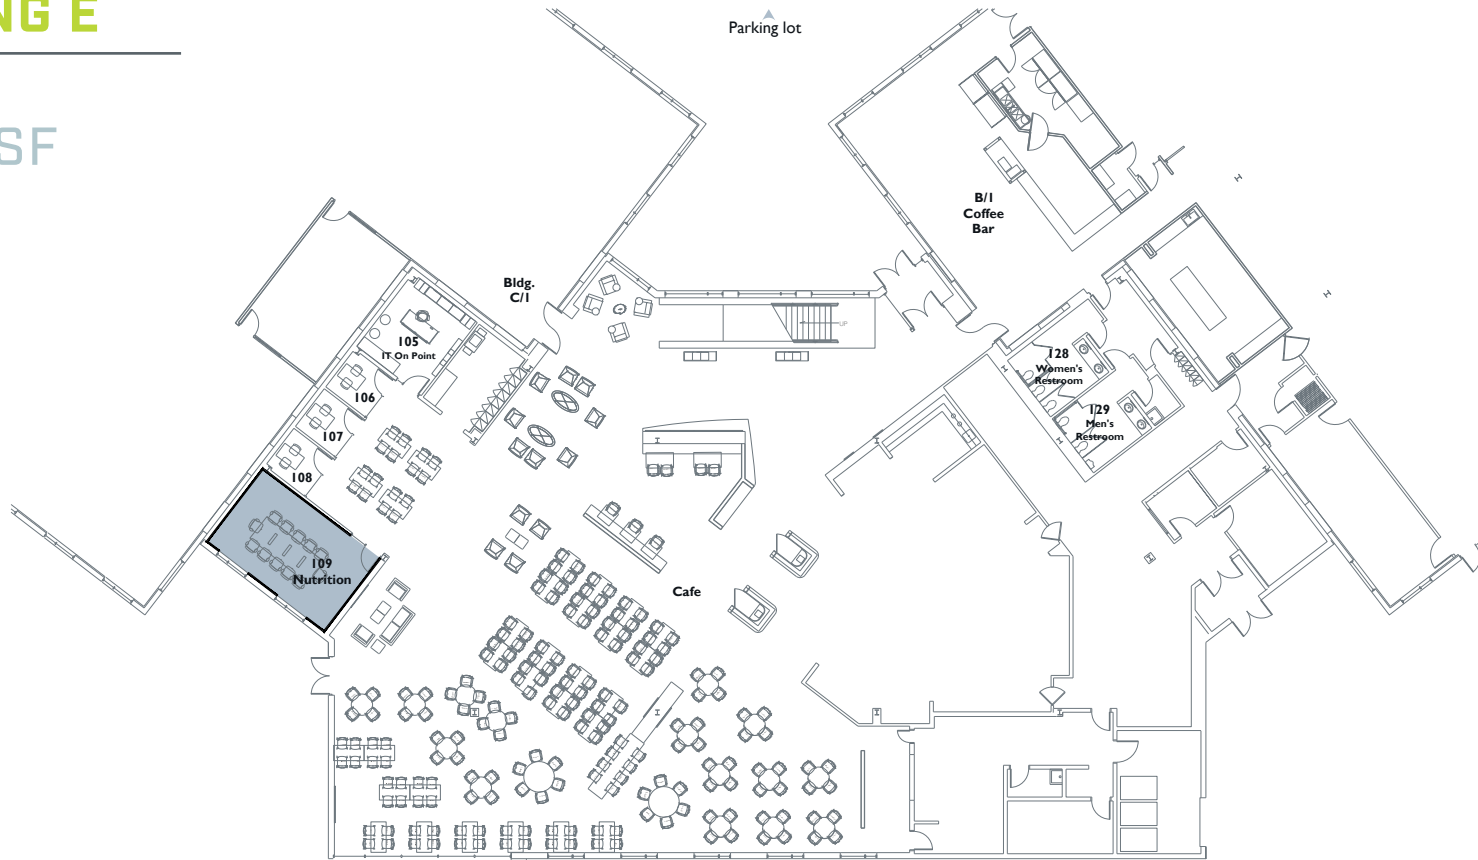 NG E
Parking lot
SF
B/1
Coffee
Bar
Bldg.
C/1
UP
105
IT On Point
128
Women's
Restroom
106
129
Men's
Restroom
107
108
109
Nutrition
Cafe